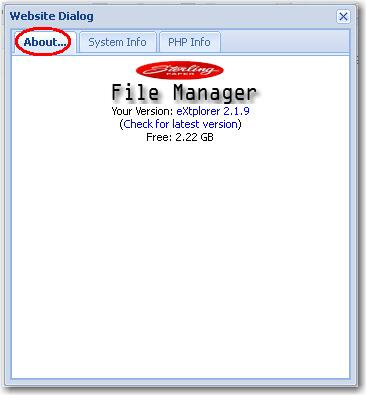 Website Dialog
About... System Info PHP Info
Sterling
PAPER
File Manager
Your Version: eXtplorer 2.1.9
(Check for latest version)
Free: 2.22 GB